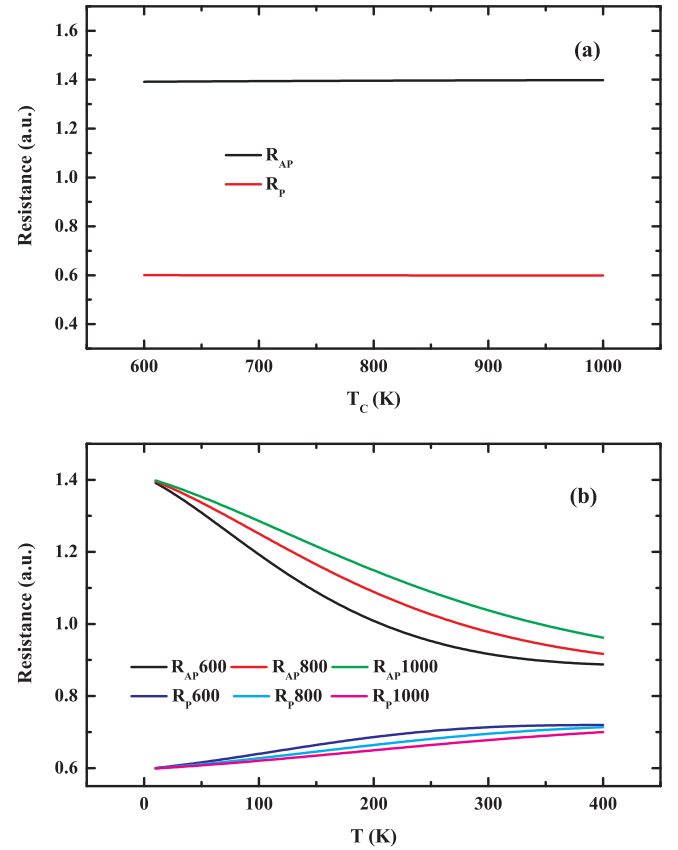 (a)
1.6
1.4
1.2
1.0
0.8
0.6
0.4
Resistance (a.u.)
R_AP
R_P
600 700 800 900 1000
T_C (K)
(b)
1.4
1.2
1.0
0.8
0.6
Resistance (a.u.)
R_AP600 R_AP800 R_AP1000
R_P600 R_P800 R_P1000
0 100 200 300 400
T (K)